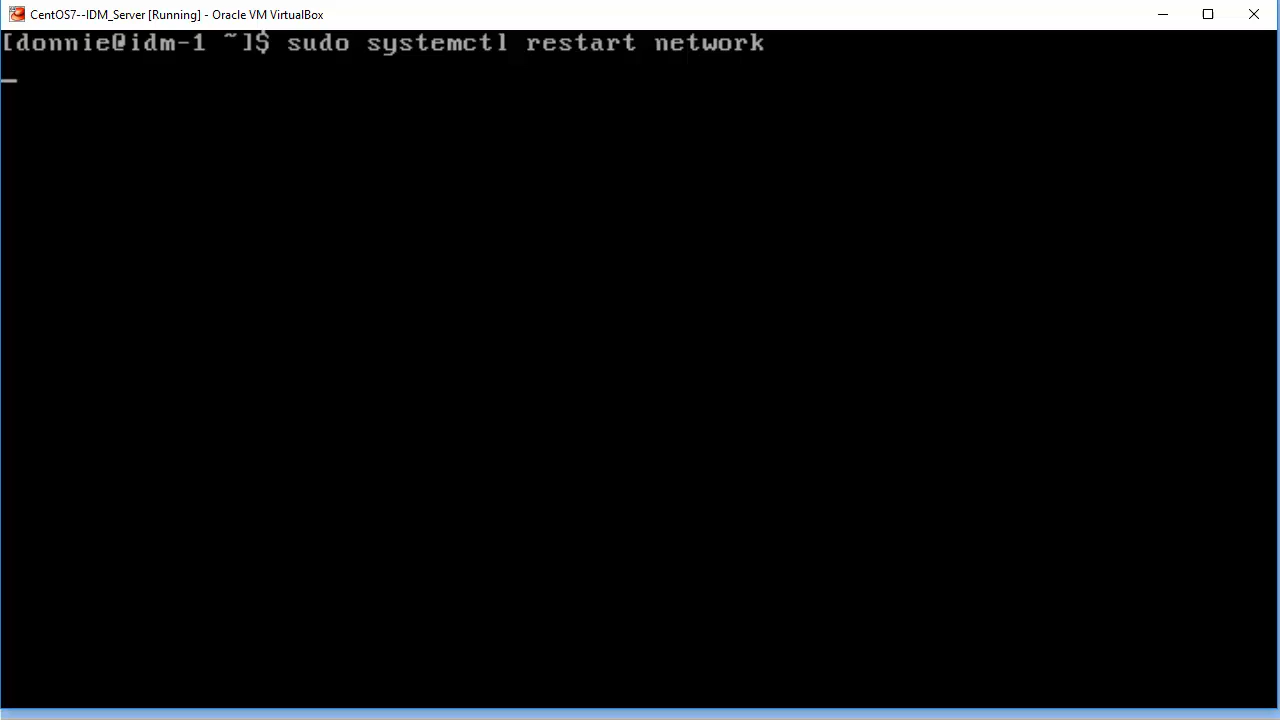 CentOS7--IDM_Server [Running] - Oracle VM VirtualBox
[donnie@idm-1 ~]$ sudo systemctl restart network